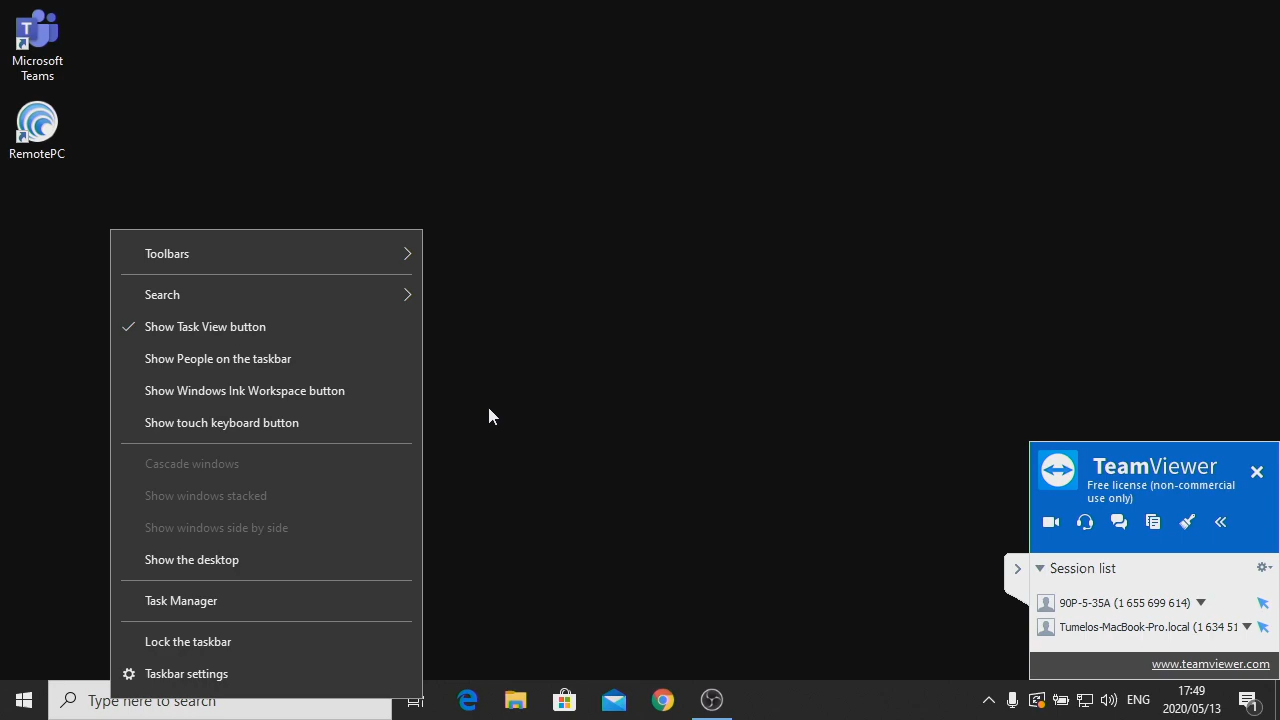 Microsoft
Teams
RemotePC
Toolbars
Search
Show Task View button
Show People on the taskbar
Show Windows Ink Workspace button
Show touch keyboard button
Cascade windows
Show windows stacked
Show windows side by side
Show the desktop
Task Manager
Lock the taskbar
Taskbar settings
TeamViewer
Free license (non-commercial
use only)
Session list
90P-5-35A (1 655 699 614)
Tumelos-MacBook-Pro.local (1 634 51
www.teamviewer.com
Type here to search
ENG
17:49
2020/05/13
1